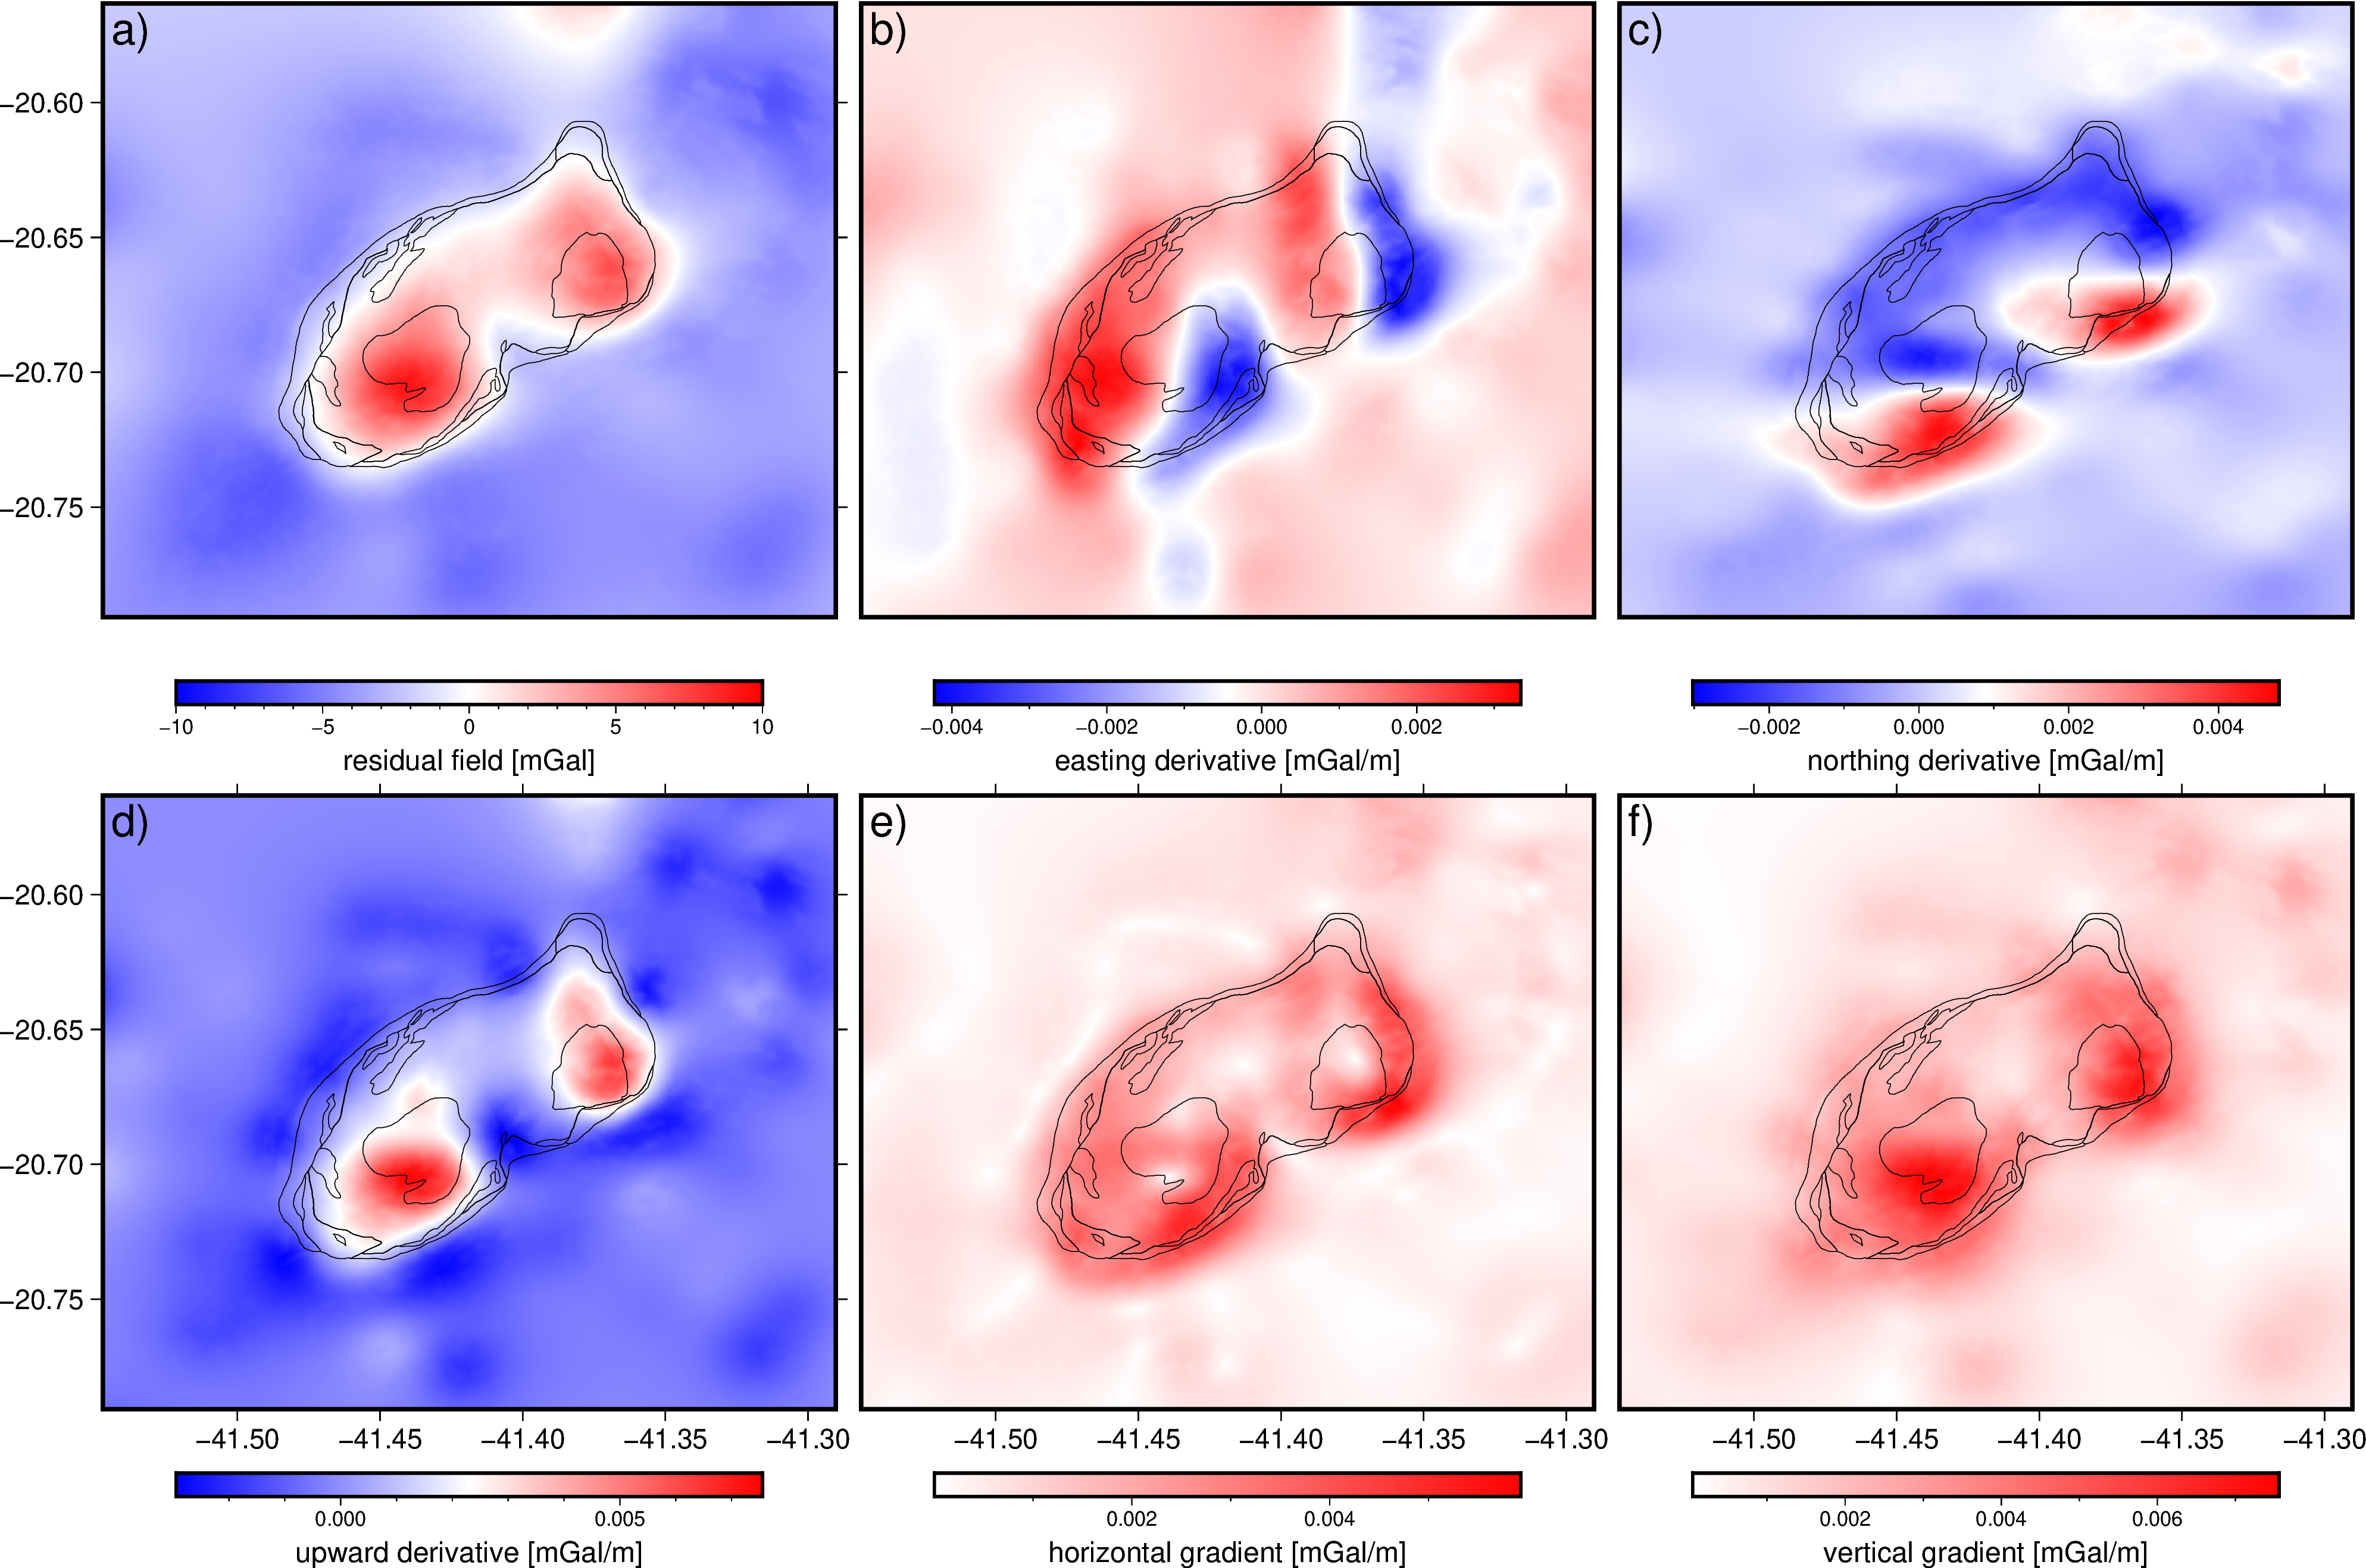 a)
b)
c)
−20.60
−20.65
−20.70
−20.75
−10 −5 0 5 10
residual field [mGal]
−0.004 −0.002 0.000 0.002
easting derivative [mGal/m]
−0.002 0.000 0.002 0.004
northing derivative [mGal/m]
d)
e)
f)
−20.60
−20.65
−20.70
−20.75
−41.50 −41.45 −41.40 −41.35 −41.30
−41.50 −41.45 −41.40 −41.35 −41.30
−41.50 −41.45 −41.40 −41.35 −41.30
0.000 0.005
upward derivative [mGal/m]
0.002 0.004
horizontal gradient [mGal/m]
0.002 0.004 0.006
vertical gradient [mGal/m]